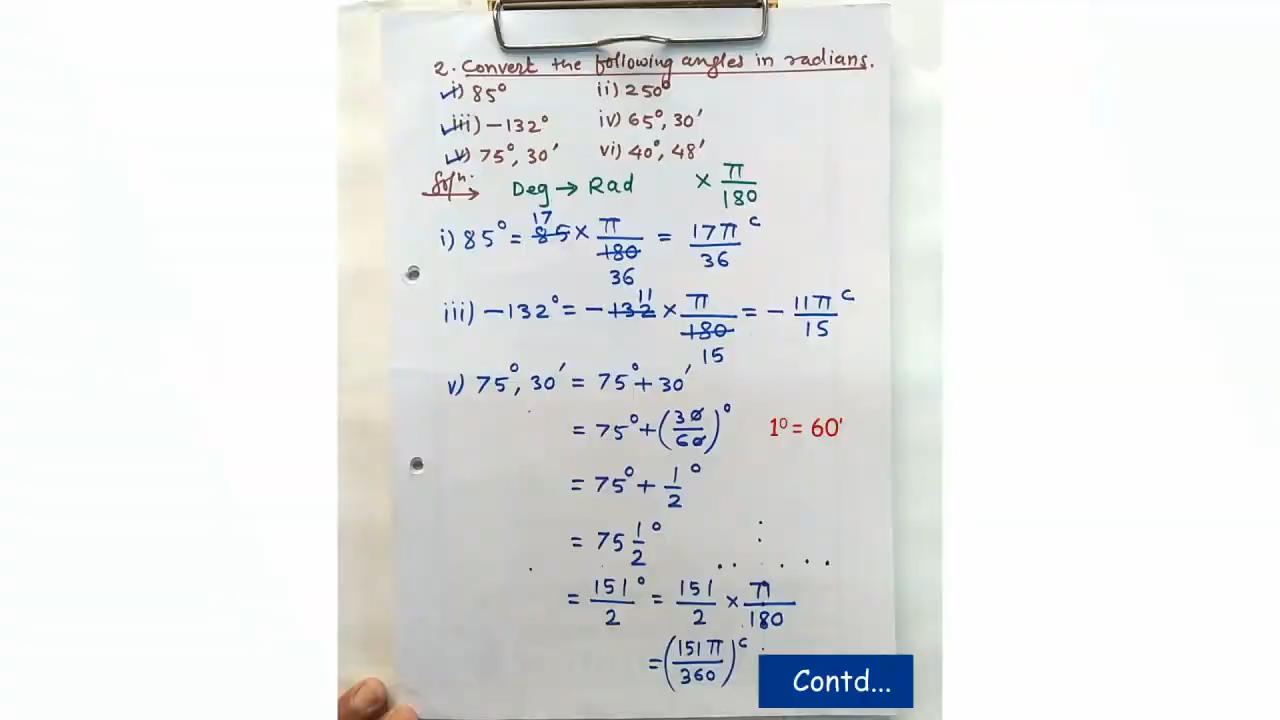 2. Convert the following angles in radians.
i) 85° ii) 250°
iii) -132° iv) 65°, 30′
v) 75°, 30′ vi) 40°, 48′
Soln. Deg → Rad × π/180
i) 85° = 85 17 × π/180 36 = 17π/36 ᶜ
iii) -132° = -132 11 × π/180 15 = - 11π/15 ᶜ
v) 75°, 30′ = 75° + 30′
= 75° + (30/60)° 1° = 60′
= 75° + 1/2 °
= 75 1/2 °
= 151/2 ° = 151/2 × π/180
= (151π/360)ᶜ
Contd...